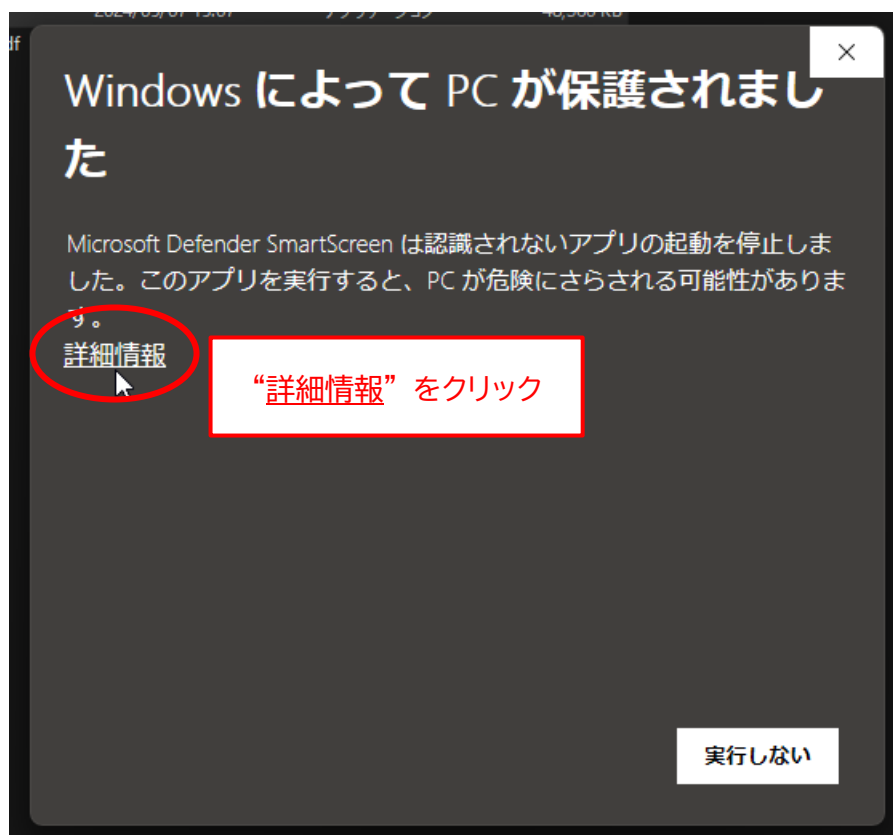 df
Windows によって PC が保護されまし
た
Microsoft Defender SmartScreen は認識されないアプリの起動を停止しま
した。このアプリを実行すると、PC が危険にさらされる可能性がありま
す。
詳細情報
“詳細情報”をクリック
実行しない